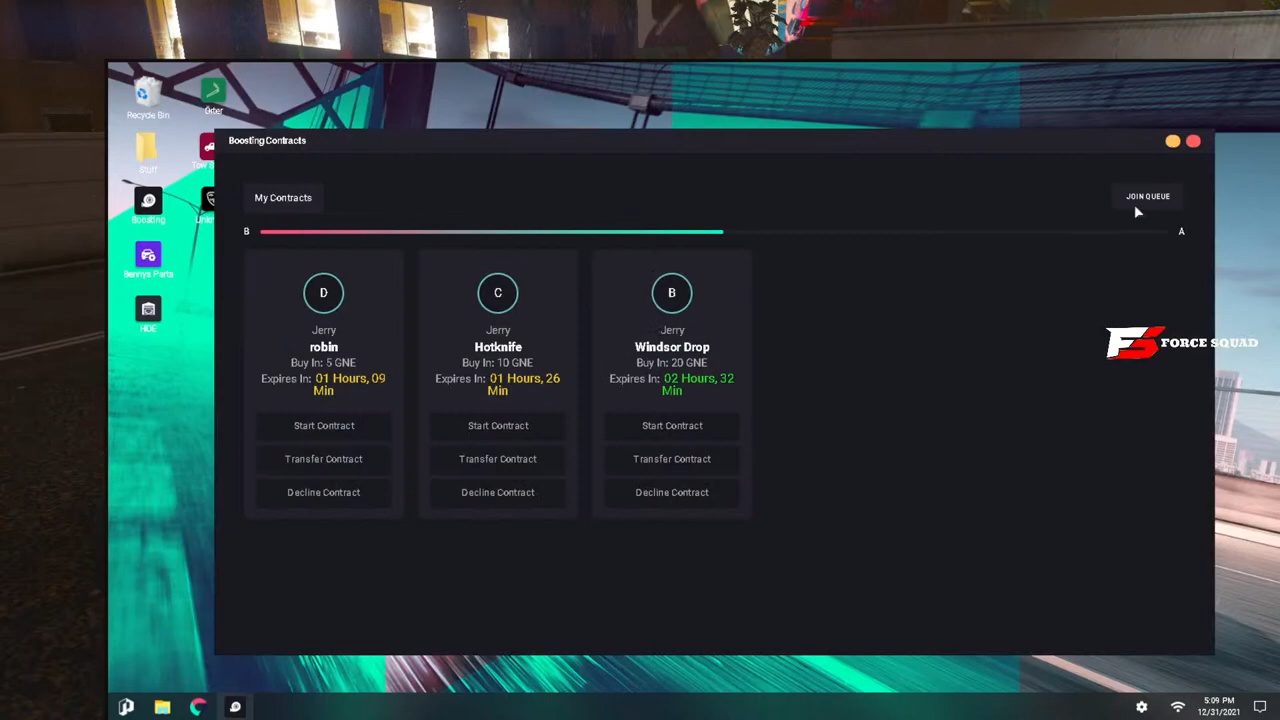 Recycle Bin
Stuff
Boosting
Bennys Parts
HOE
Boosting Contracts
My Contracts
JOIN QUEUE
B
A
D
Jerry
robin
Buy In: 5 GNE
Expires In: 01 Hours, 09
Min
Start Contract
Transfer Contract
Decline Contract
C
Jerry
Hotknife
Buy In: 10 GNE
Expires In: 01 Hours, 26
Min
Start Contract
Transfer Contract
Decline Contract
B
Jerry
Windsor Drop
Buy In: 20 GNE
Expires In: 02 Hours, 32
Min
Start Contract
Transfer Contract
Decline Contract
FS FORCE SQUAD
5:09 PM
12/31/2021